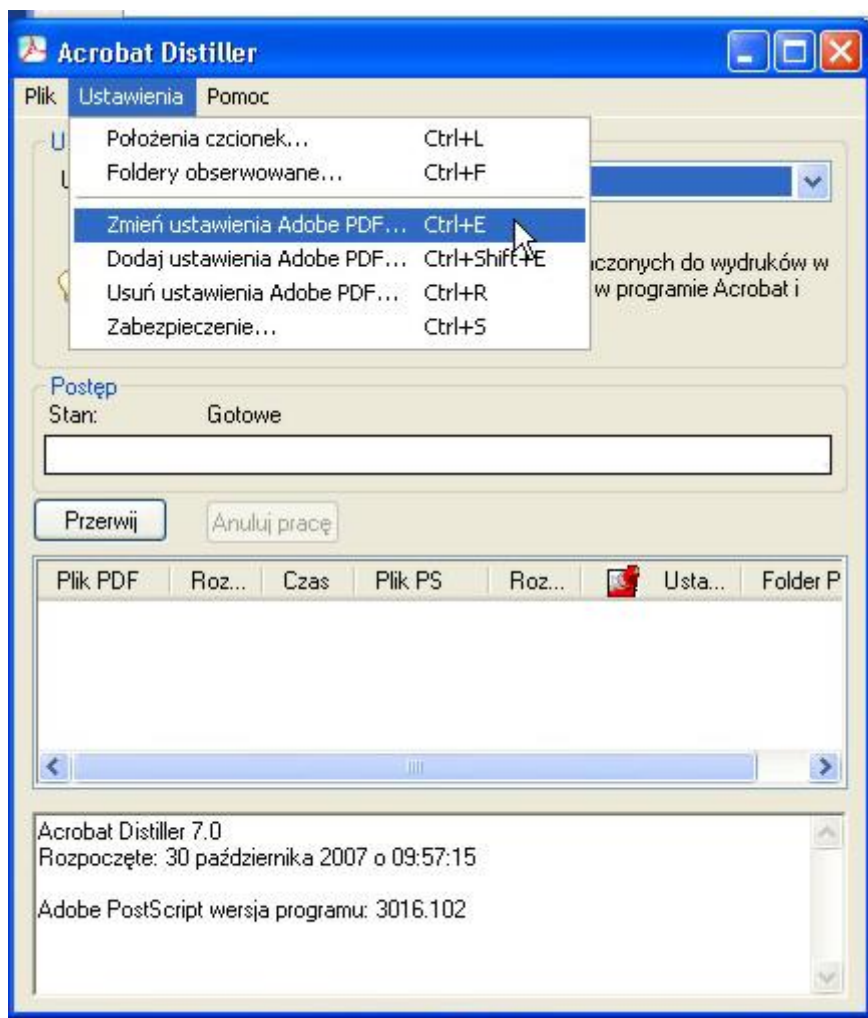 Acrobat Distiller
Plik Ustawienia Pomoc
Położenia czcionek... Ctrl+L
Foldery obserwowane... Ctrl+F
Zmień ustawienia Adobe PDF... Ctrl+E
Dodaj ustawienia Adobe PDF... Ctrl+Shift+E
Usuń ustawienia Adobe PDF... Ctrl+R
Zabezpieczenie... Ctrl+S
do wydruków w
w programie Acrobat i
Postęp
Stan: Gotowe
Przerwij Anuluj pracę
Plik PDF Roz... Czas Plik PS Roz... Usta... Folder P
Acrobat Distiller 7.0
Rozpoczęte: 30 października 2007 o 09:57:15
Adobe PostScript wersja programu: 3016.102